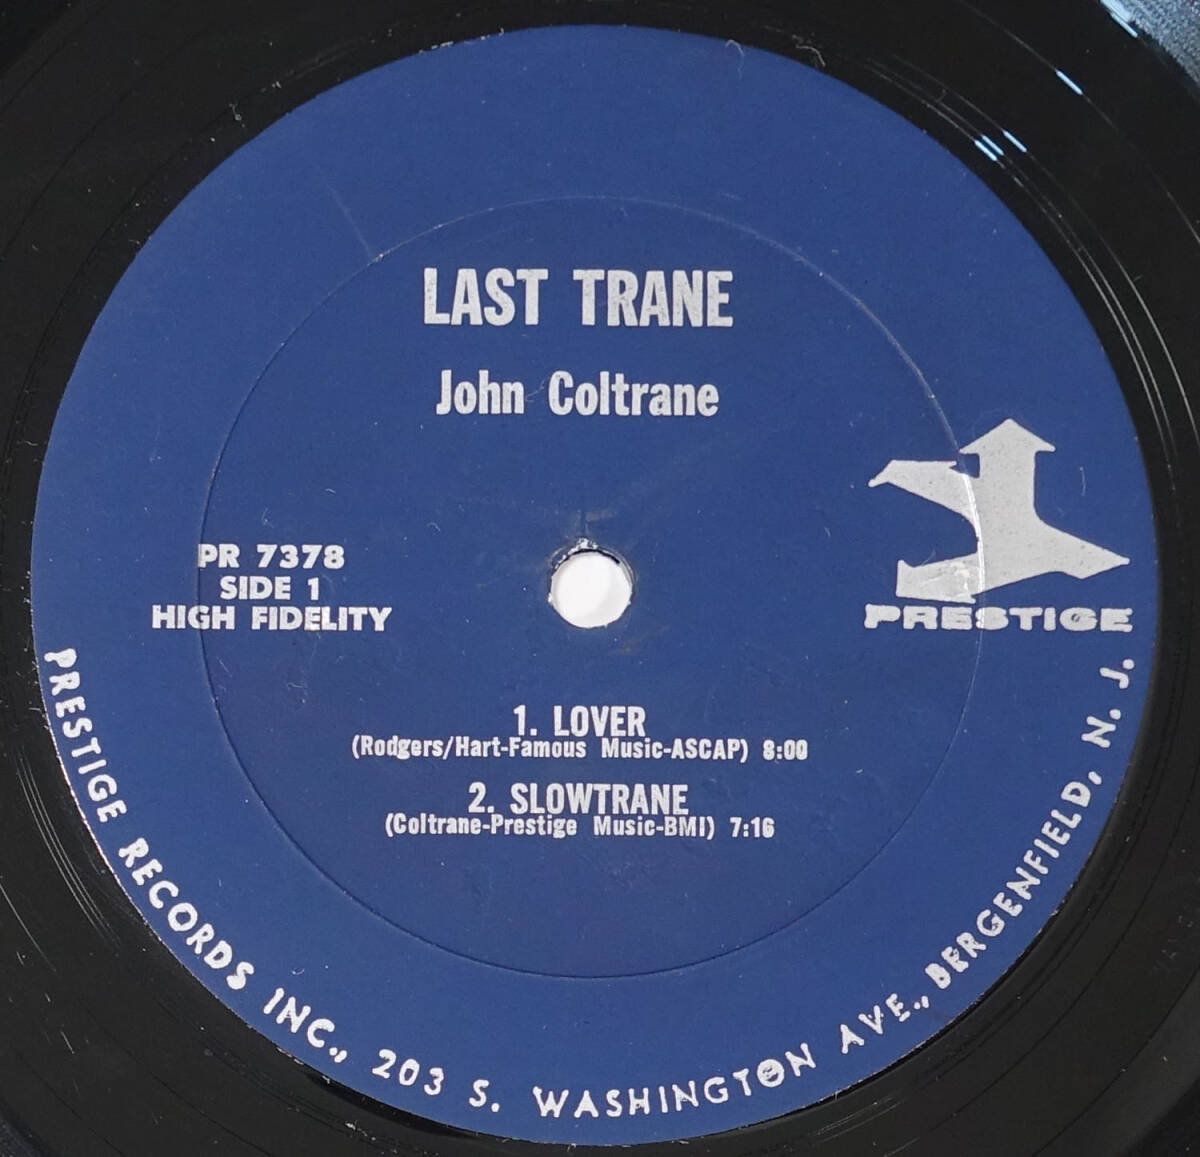 LAST TRANE
John Coltrane
PR 7378
SIDE 1
HIGH FIDELITY
PRESTIGE
1. LOVER
(Rodgers/Hart-Famous Music-ASCAP) 8:00
2. SLOWTRANE
(Coltrane-Prestige Music-BMI) 7:16
PRESTIGE RECORDS INC., 203 S. WASHINGTON AVE., BERGENFIELD, N. J.